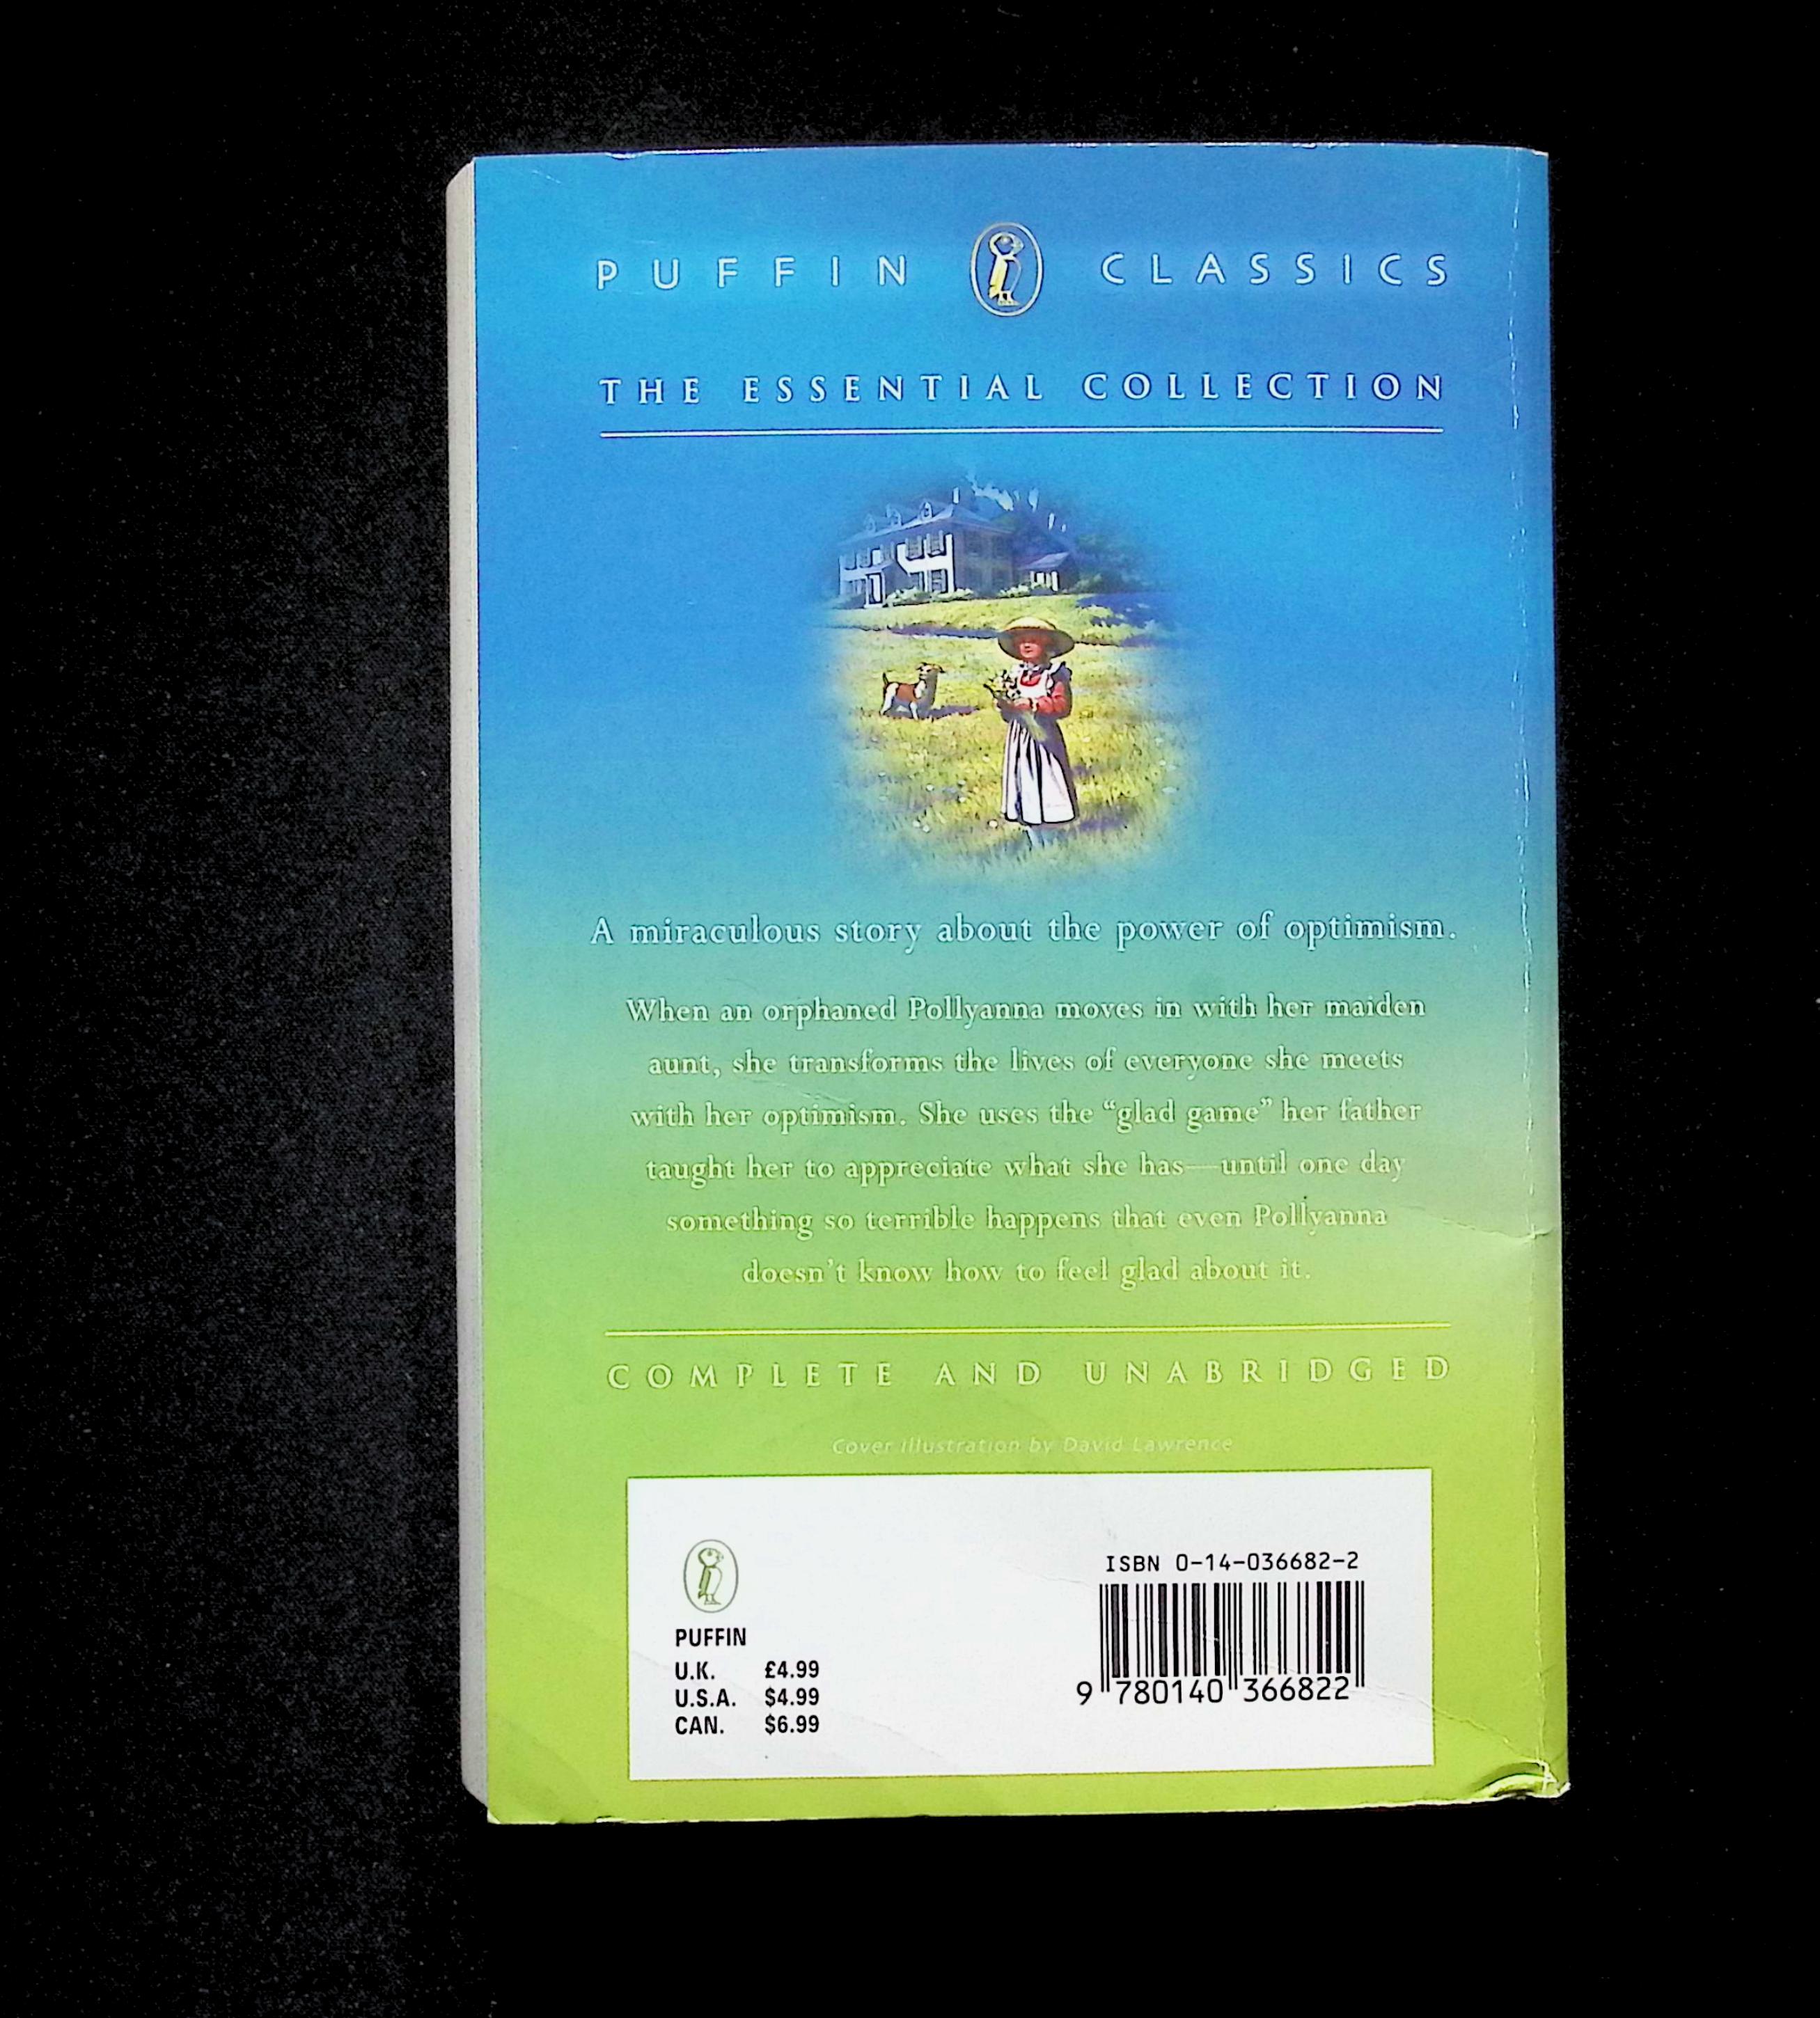 PUFFIN CLASSICS
THE ESSENTIAL COLLECTION
A miraculous story about the power of optimism.
When an orphaned Pollyanna moves in with her maiden
aunt, she transforms the lives of everyone she meets
with her optimism. She uses the “glad game” her father
taught her to appreciate what she has—until one day
something so terrible happens that even Pollyanna
doesn't know how to feel glad about it.
COMPLETE AND UNABRIDGED
Cover illustration by David Lawrence
PUFFIN
U.K. £4.99
U.S.A. $4.99
CAN. $6.99
ISBN 0-14-036682-2
9 780140 366822